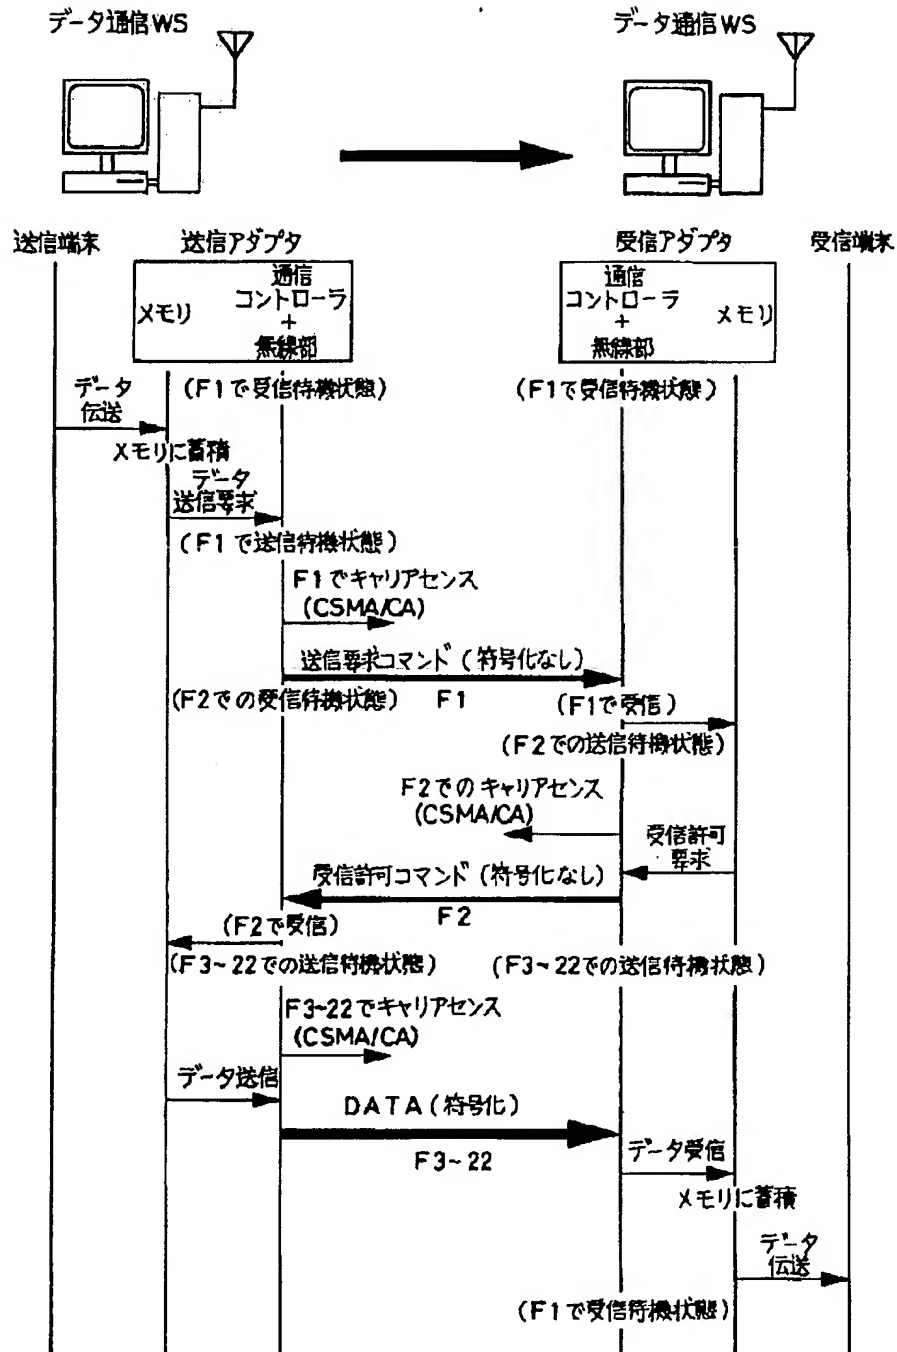 データ通信WS
データ通信WS
送信端末
送信アダプタ
受信アダプタ
受信端末
メモリ
通信
コントローラ
+
無線部
通信
コントローラ
+
無線部
メモリ
データ
伝送
(F1で受信待機状態)
(F1で受信待機状態)
メモリに蓄積
データ
送信要求
(F1で送信待機状態)
F1でキャリアセンス
(CSMA/CA)
送信要求コマンド(符号化なし)
(F2での受信待機状態)
F1
(F1で受信)
(F2での送信待機状態)
F2でのキャリアセンス
(CSMA/CA)
受信許可
要求
受信許可コマンド(符号化なし)
F2
(F2で受信)
(F3~22での送信待機状態)
(F3~22での送信待機状態)
F3~22でキャリアセンス
(CSMA/CA)
データ送信
DATA(符号化)
F3~22
データ受信
メモリに蓄積
データ
伝送
(F1で受信待機状態)